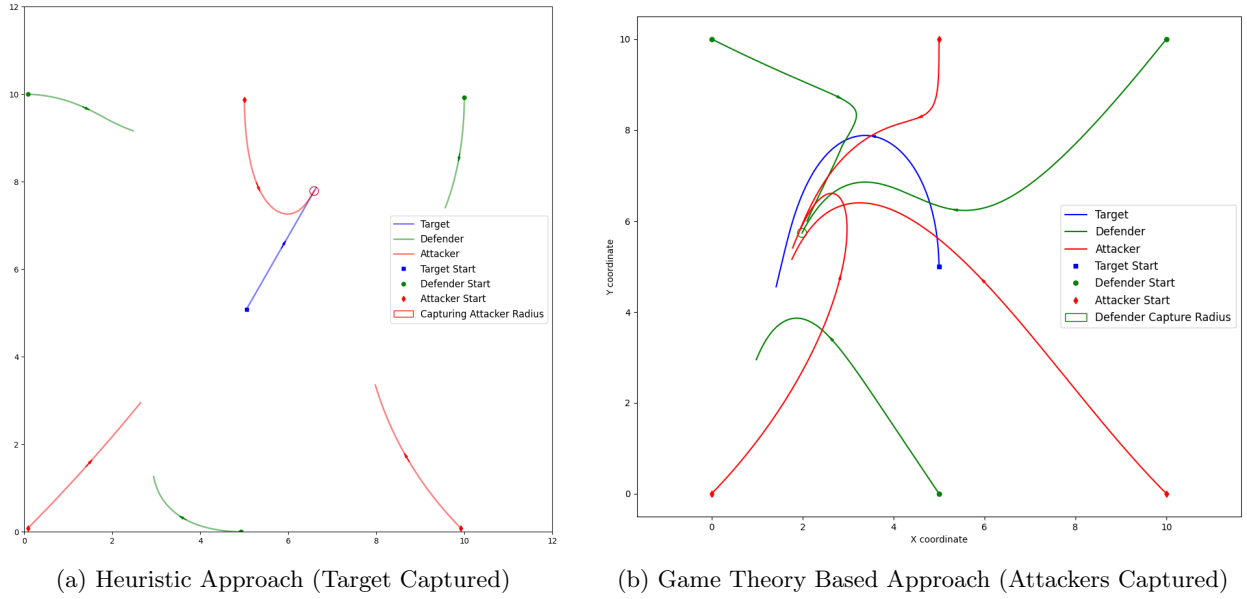 12
10
8
6
4
2
0
0
2
4
6
8
10
12
Target
Defender
Attacker
Target Start
Defender Start
Attacker Start
Capturing Attacker Radius
(a) Heuristic Approach (Target Captured)
10
8
6
4
2
0
Y coordinate
0
2
4
6
8
10
X coordinate
Target
Defender
Attacker
Target Start
Defender Start
Attacker Start
Defender Capture Radius
(b) Game Theory Based Approach (Attackers Captured)